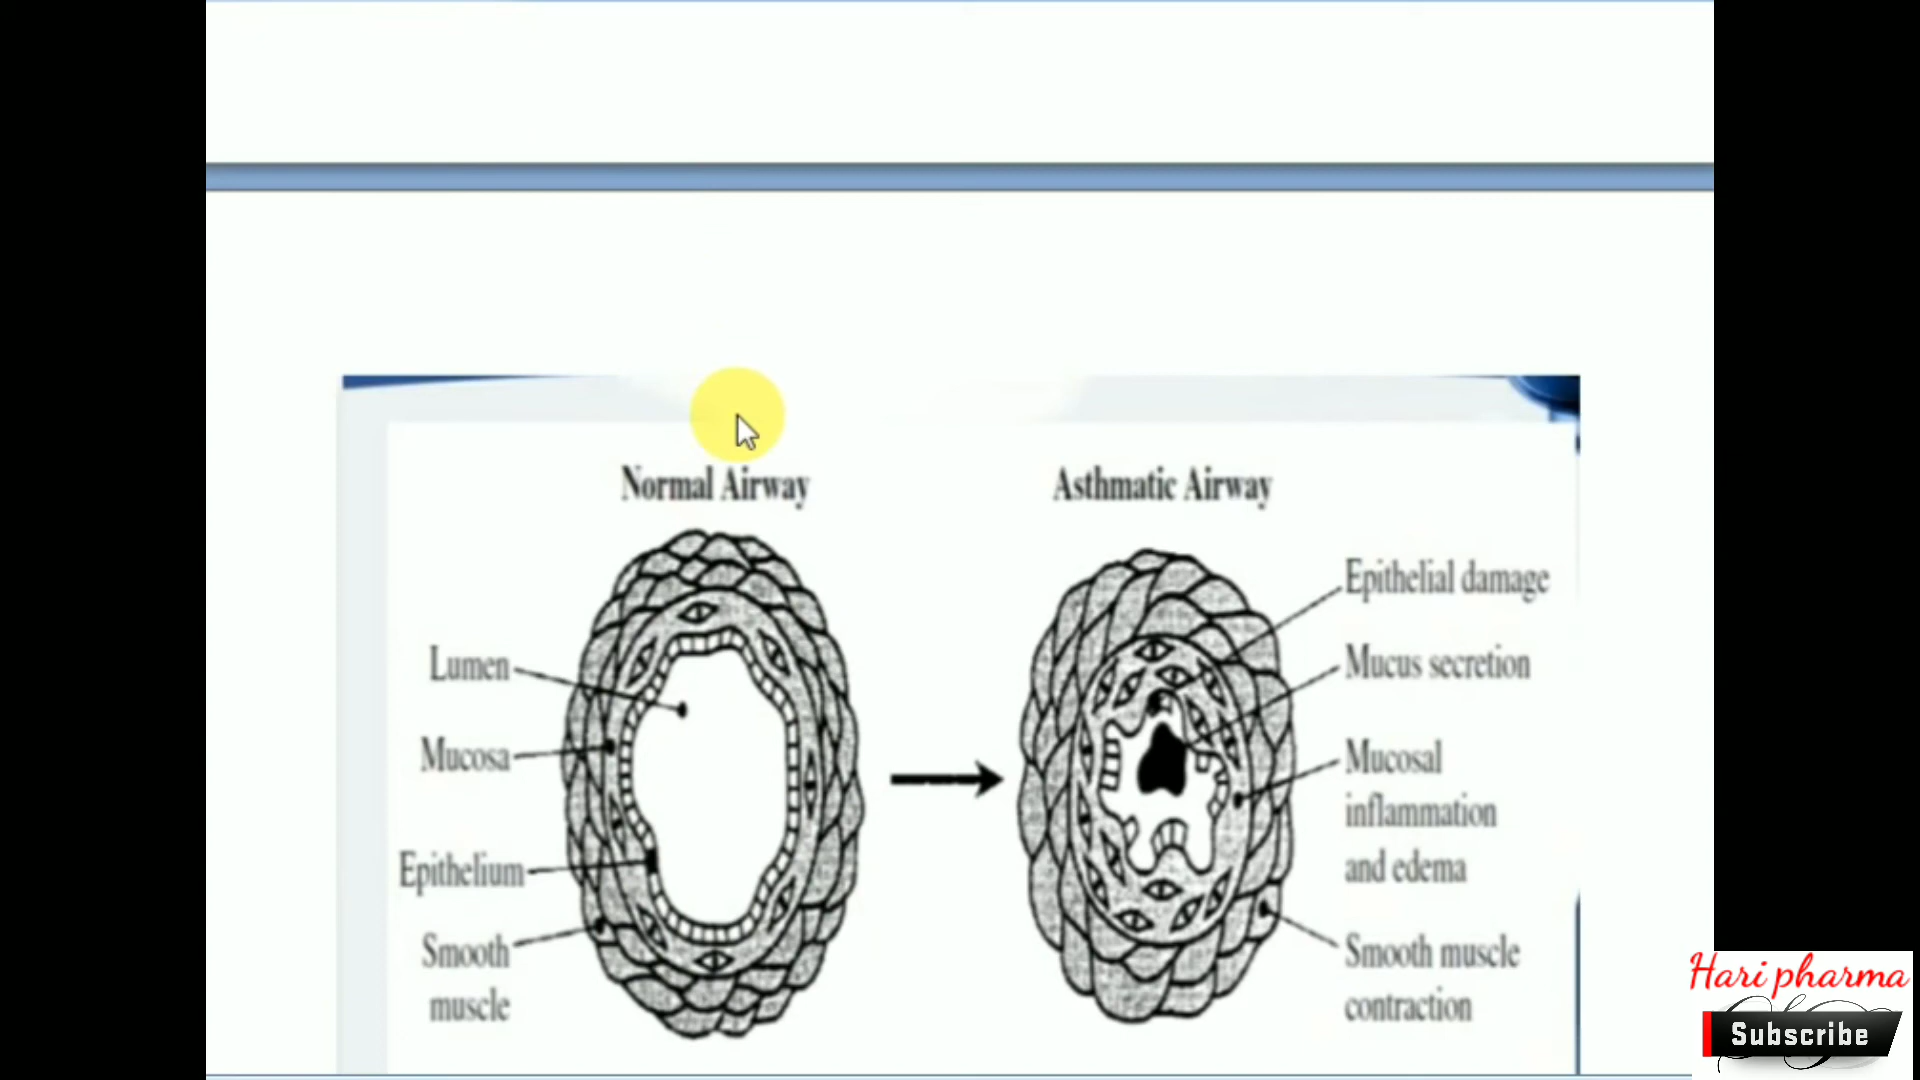 Normal Airway
Asthmatic Airway
Lumen
Mucosa
Epithelium
Smooth
muscle
Epithelial damage
Mucus secretion
Mucosal
inflammation
and edema
Smooth muscle
contraction
Hari pharma
Subscribe